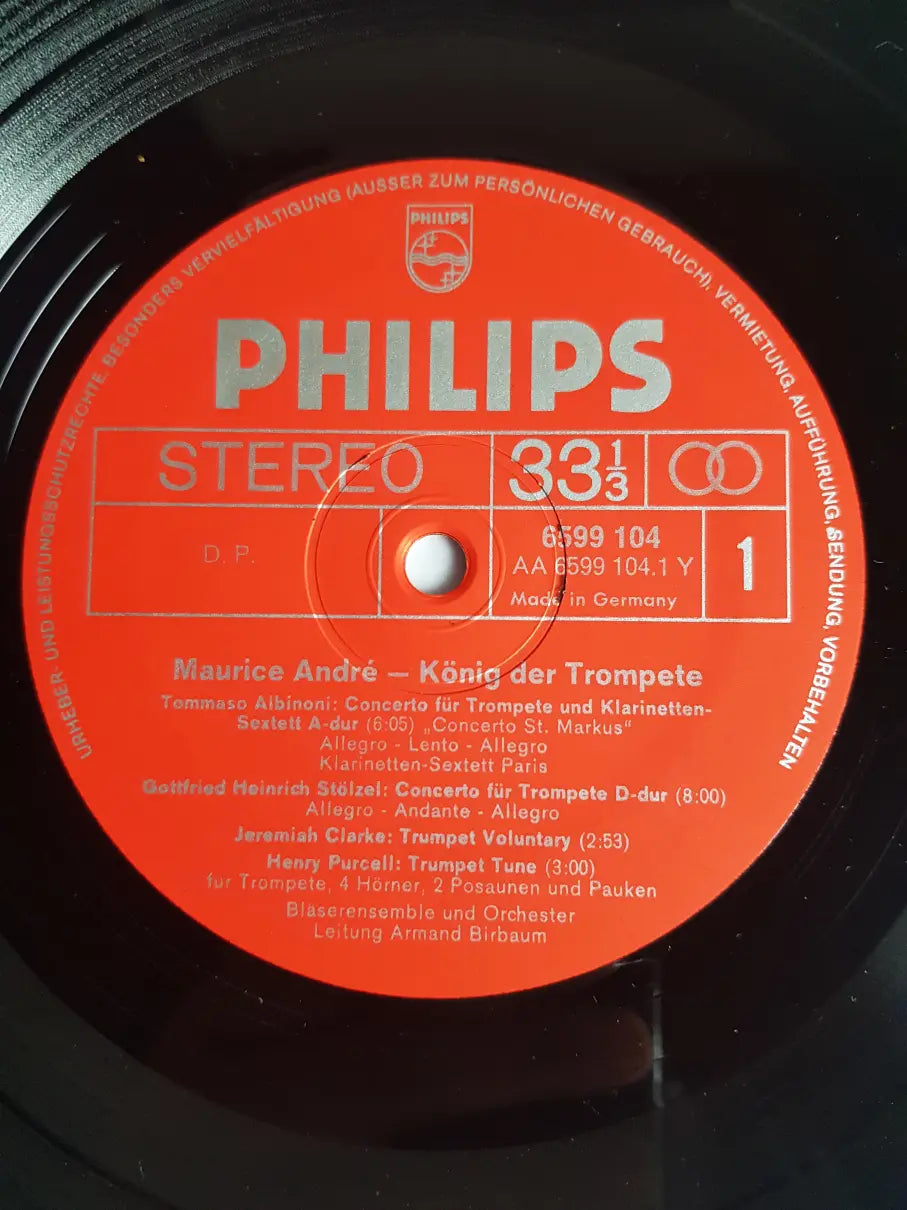 URHEBER- UND LEISTUNGSSCHUTZRECHTE, BESONDERS VERVIELFÄLTIGUNG (AUSSER ZUM PERSÖNLICHEN GEBRAUCH), VERMIETUNG, AUFFÜHRUNG, SENDUNG, VORBEHALTEN
PHILIPS
PHILIPS
STEREO 33 1/3
D. P. 6599 104 1
AA 6599 104.1 Y
Made in Germany
Maurice André – König der Trompete
Tommaso Albinoni: Concerto für Trompete und Klarinetten-
Sextett A-dur (6:05) „Concerto St. Markus“
Allegro - Lento - Allegro
Klarinetten-Sextett Paris
Gottfried Heinrich Stölzel: Concerto für Trompete D-dur (8:00)
Allegro - Andante - Allegro
Jeremiah Clarke: Trumpet Voluntary (2:53)
Henry Purcell: Trumpet Tune (3:00)
für Trompete, 4 Hörner, 2 Posaunen und Pauken
Bläserensemble und Orchester
Leitung Armand Birbaum